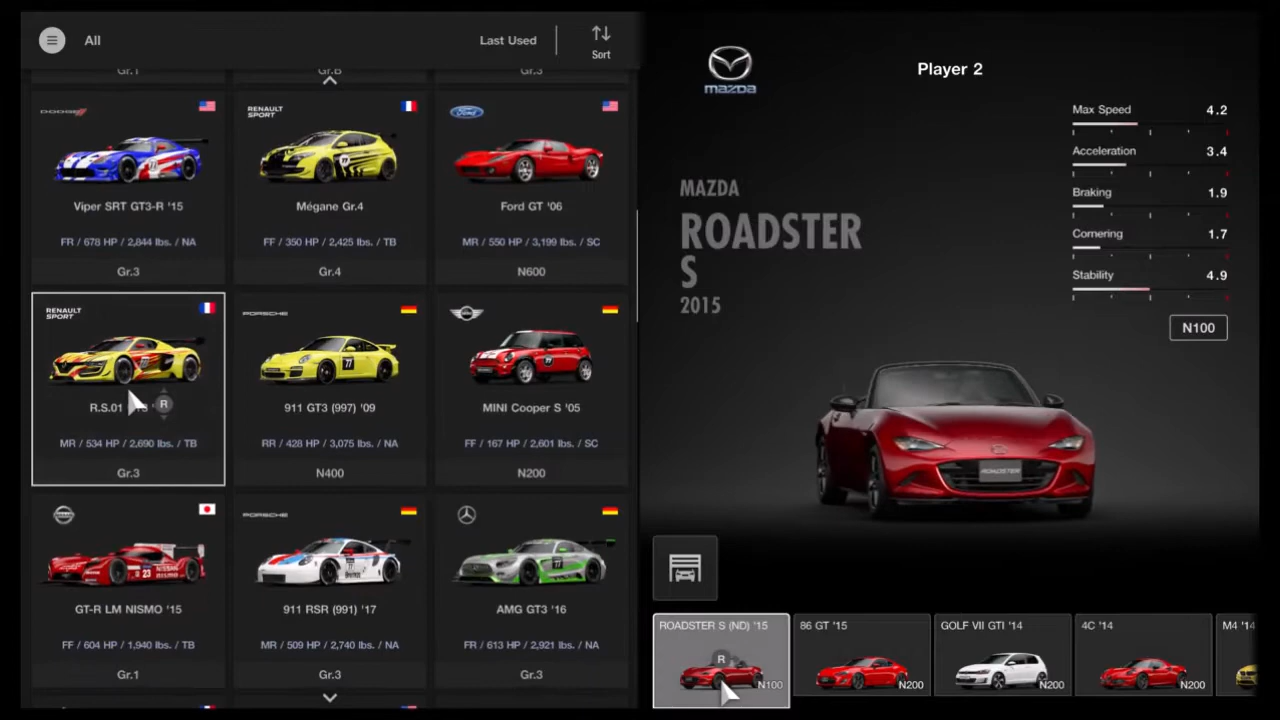 All
Last Used
Sort
Gr.1
Gr.B
Gr.3
DODGE
Viper SRT GT3-R '15
FR / 678 HP / 2,844 lbs. / NA
Gr.3
RENAULT
SPORT
Mégane Gr.4
FF / 350 HP / 2,425 lbs. / TB
Gr.4
Ford
Ford GT '06
MR / 550 HP / 3,199 lbs. / SC
N600
RENAULT
SPORT
R.S.01
R
MR / 534 HP / 2,690 lbs. / TB
Gr.3
PORSCHE
911 GT3 (997) '09
RR / 428 HP / 3,075 lbs. / NA
N400
MINI Cooper S '05
FF / 167 HP / 2,601 lbs. / SC
N200
GT-R LM NISMO '15
FF / 604 HP / 1,940 lbs. / TB
Gr.1
PORSCHE
911 RSR (991) '17
MR / 509 HP / 2,740 lbs. / NA
Gr.3
AMG GT3 '16
FR / 613 HP / 2,921 lbs. / NA
Gr.3
mazda
Player 2
Max Speed 4.2
Acceleration 3.4
Braking 1.9
Cornering 1.7
Stability 4.9
N100
MAZDA
ROADSTER
S
2015
ROADSTER
ROADSTER S (ND) '15
R
N100
86 GT '15
N200
GOLF VII GTI '14
N200
4C '14
N200
M4 '14